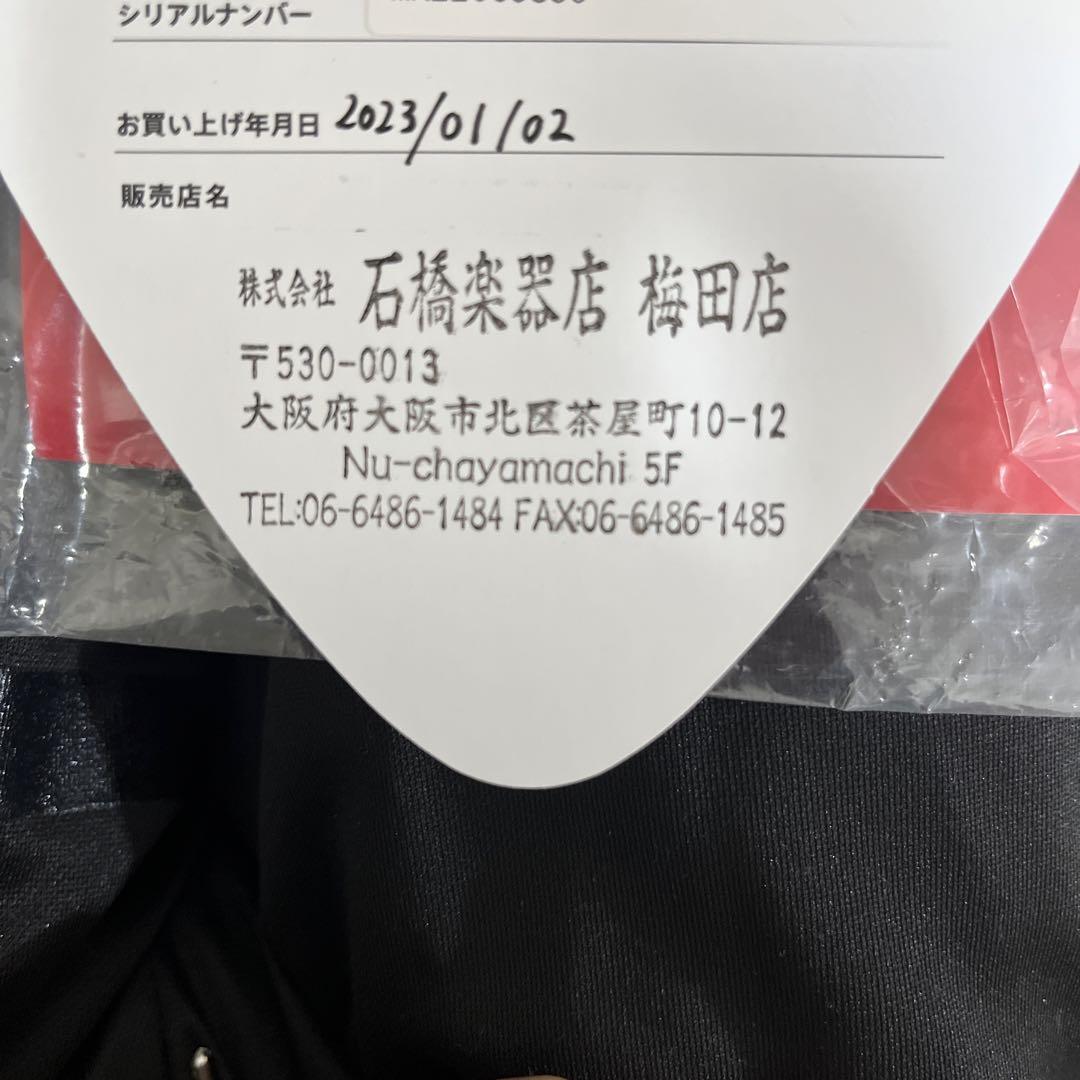 シリアルナンバー
お買い上げ年月日 2023/01/02
販売店名
株式会社 石橋楽器店 梅田店
〒530-0013
大阪府大阪市北区茶屋町10-12
Nu-chayamachi 5F
TEL:06-6486-1484 FAX:06-6486-1485